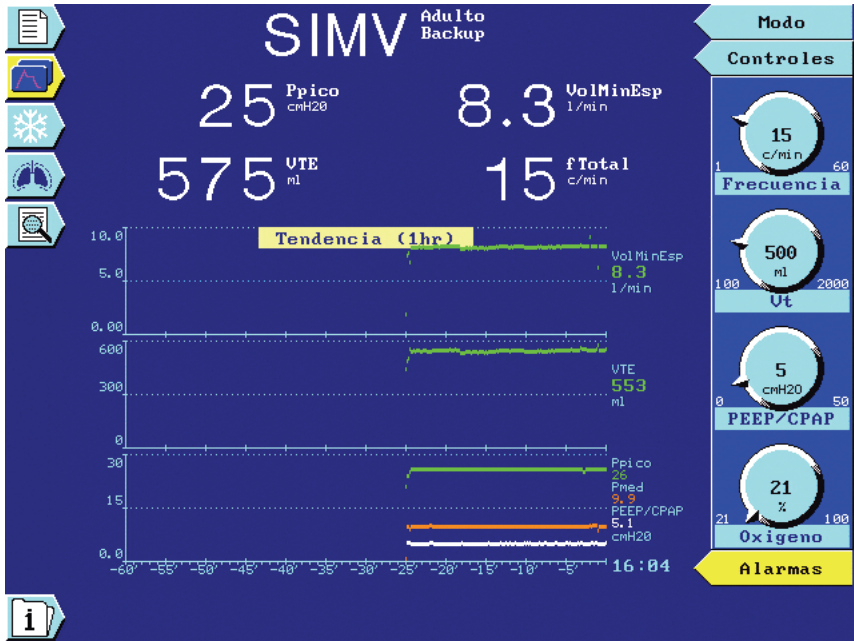 SIMV Adulto
Backup
25 Ppico
cmH20
8.3 VolMinEsp
l/min
575 VTE
ml
15 fTotal
c/min
Tendencia (1hr)
10.0
5.0
0.00
VolMinEsp
8.3
l/min
600
300
0
VTE
553
ml
30
15
0.0
Ppico
26
Pmed
9.9
PEEP/CPAP
5.1
cmH20
-60 -55 -50 -45 -40 -35 -30 -25 -20 -15 -10 -5 16:04
Modo
Controles
15
c/min
1 60
Frecuencia
500
ml
100 2000
Vt
5
cmH2O
0 50
PEEP/CPAP
21
%
21 100
Oxigeno
Alarmas
i